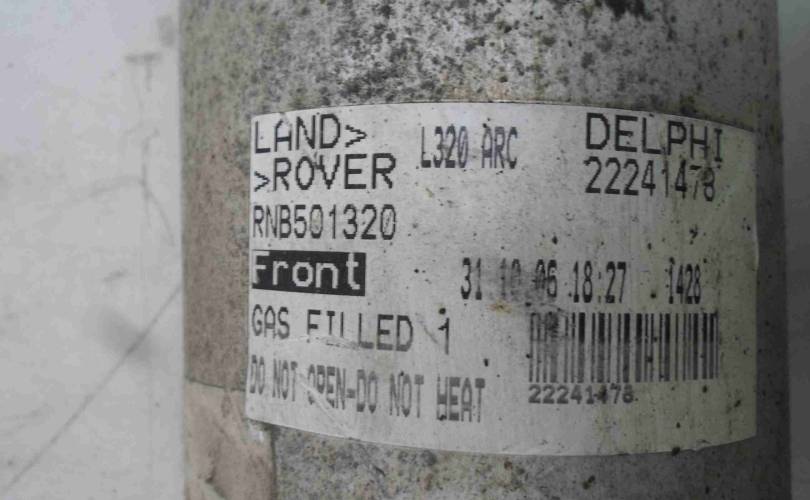 LAND>
>ROVER
L320 ARC
DELPHI
22241478
RNB501320
Front
31 10 06 18:27 1428
GAS FILLED 1
DO NOT OPEN-DO NOT HEAT
22241478